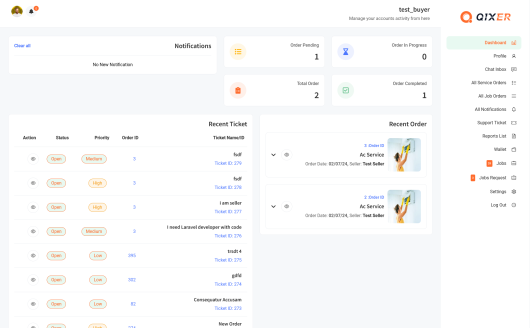 test_buyer
Manage your accounts activity from here
QIXER
Clear all
Notifications
No New Notification
Order Pending
1
Order In Progress
0
Total Order
2
Order Completed
1
Dashboard
Profile
Chat Inbox
All Service Orders
All Job Orders
All Notifications
Support Ticket
Reports List
Wallet
Jobs
Jobs Request
Settings
Log Out
Recent Ticket
Action Status Priority Order ID Ticket Name/ID
Open Medium 5 fsdf
Ticket ID: 279
Open High 5 fsdf
Ticket ID: 278
Open High 3 I am seller
Ticket ID: 277
Open Medium 3 I need Laravel developer with code
Ticket ID: 276
Open Low 395 trsdt 4
Ticket ID: 275
Open Low 302 gdfd
Ticket ID: 274
Open Low 82 Consequatur Accusam
Ticket ID: 273
New Order
Recent Order
Order ID
Ac Service
Order Date: 02/07/24, Seller: Test Seller
Order ID
Ac Service
Order Date: 02/07/24, Seller: Test Seller